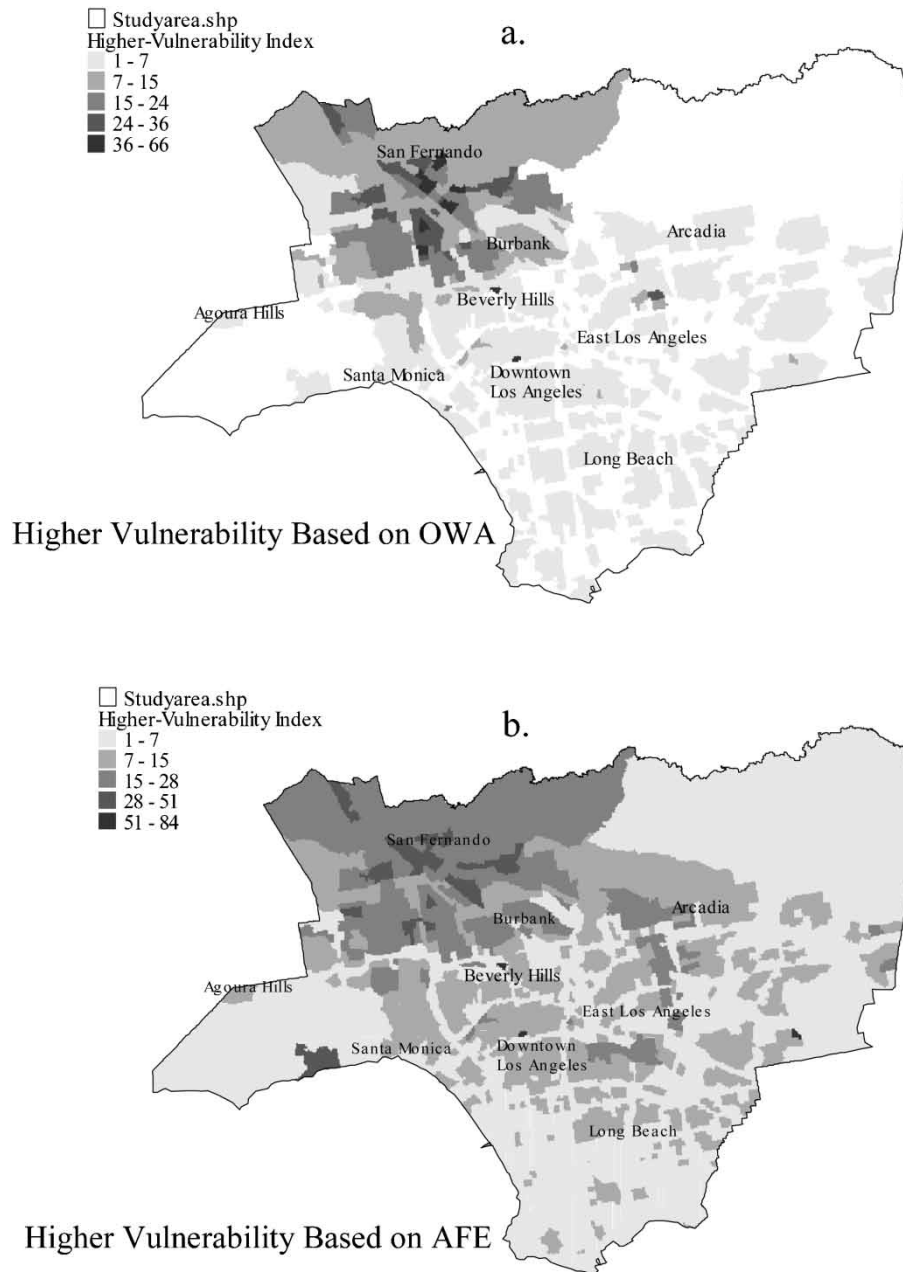 Studyarea.shp
Higher-Vulnerability Index
1 - 7
7 - 15
15 - 24
24 - 36
36 - 66
a.
San Fernando
Burbank
Arcadia
Beverly Hills
Agoura Hills
East Los Angeles
Santa Monica
Downtown
Los Angeles
Long Beach
Higher Vulnerability Based on OWA
Studyarea.shp
Higher-Vulnerability Index
1 - 7
7 - 15
15 - 28
28 - 51
51 - 84
b.
San Fernando
Burbank
Arcadia
Beverly Hills
Agoura Hills
East Los Angeles
Santa Monica
Downtown
Los Angeles
Long Beach
Higher Vulnerability Based on AFE